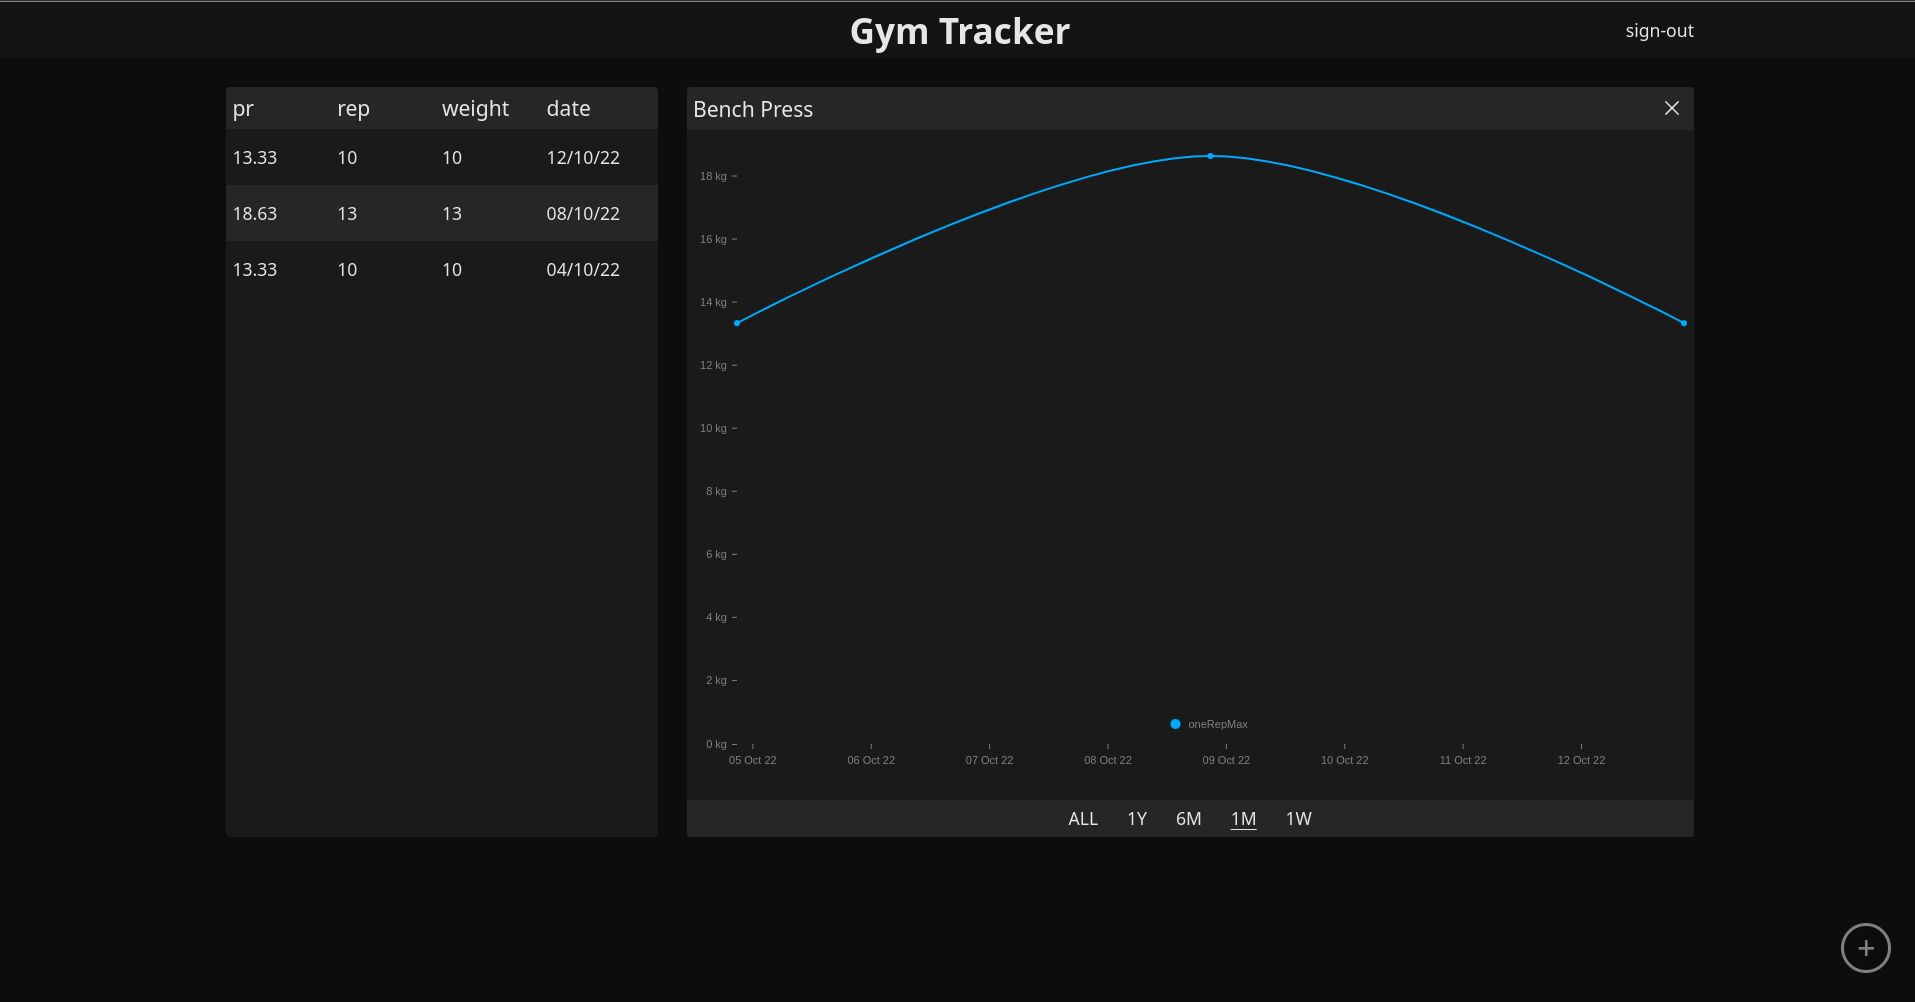 Gym Tracker
sign-out
pr rep weight date
13.33 10 10 12/10/22
18.63 13 13 08/10/22
13.33 10 10 04/10/22
Bench Press
18 kg
16 kg
14 kg
12 kg
10 kg
8 kg
6 kg
4 kg
2 kg
0 kg
oneRepMax
05 Oct 22 06 Oct 22 07 Oct 22 08 Oct 22 09 Oct 22 10 Oct 22 11 Oct 22 12 Oct 22
ALL 1Y 6M 1M 1W
+